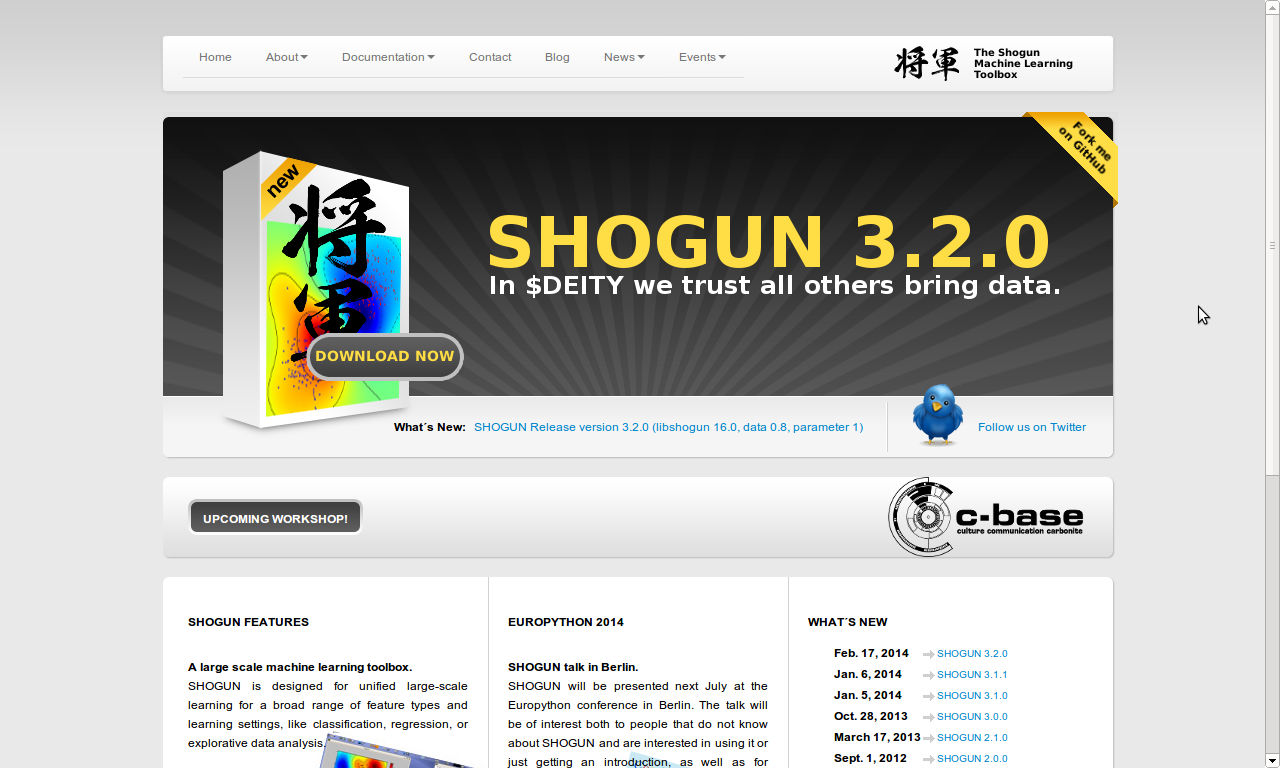 Home About Documentation Contact Blog News Events
将軍
The Shogun
Machine Learning
Toolbox
Fork me
on GitHub
new
将軍
SHOGUN 3.2.0
In $DEITY we trust all others bring data.
DOWNLOAD NOW
What´s New: SHOGUN Release version 3.2.0 (libshogun 16.0, data 0.8, parameter 1)
Follow us on Twitter
UPCOMING WORKSHOP!
c-base
culture communication carbonite
SHOGUN FEATURES
A large scale machine learning toolbox.
SHOGUN is designed for unified large-scale
learning for a broad range of feature types and
learning settings, like classification, regression, or
explorative data analysis.
EUROPYTHON 2014
SHOGUN talk in Berlin.
SHOGUN will be presented next July at the
Europython conference in Berlin. The talk will
be of interest both to people that do not know
about SHOGUN and are interested in using it or
just getting an introduction, as well as for
WHAT´S NEW
Feb. 17, 2014 SHOGUN 3.2.0
Jan. 6, 2014 SHOGUN 3.1.1
Jan. 5, 2014 SHOGUN 3.1.0
Oct. 28, 2013 SHOGUN 3.0.0
March 17, 2013 SHOGUN 2.1.0
Sept. 1, 2012 SHOGUN 2.0.0